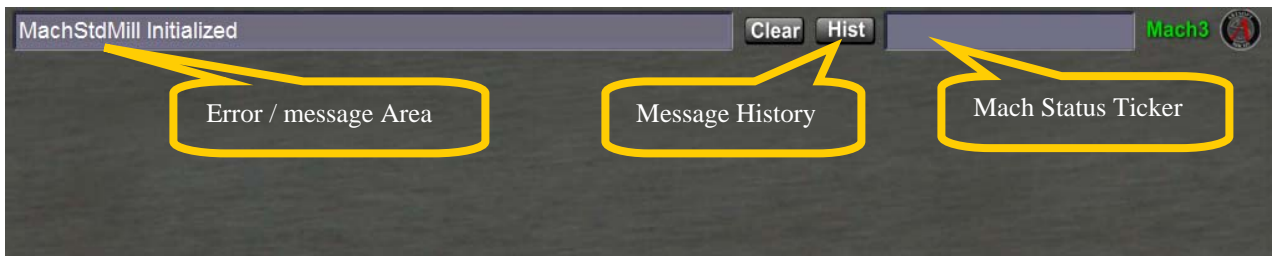 MachStdMill Initialized Clear Hist Mach3
Error / message Area Message History Mach Status Ticker